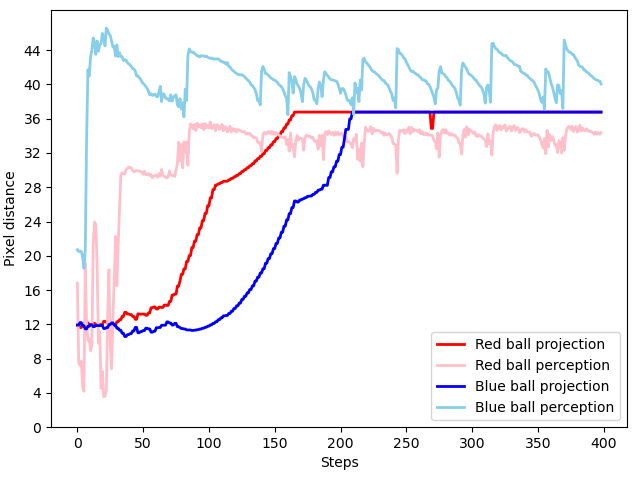 Pixel distance
44
40
36
32
28
24
20
16
12
8
4
0
0 50 100 150 200 250 300 350 400
Steps
Red ball projection
Red ball perception
Blue ball projection
Blue ball perception